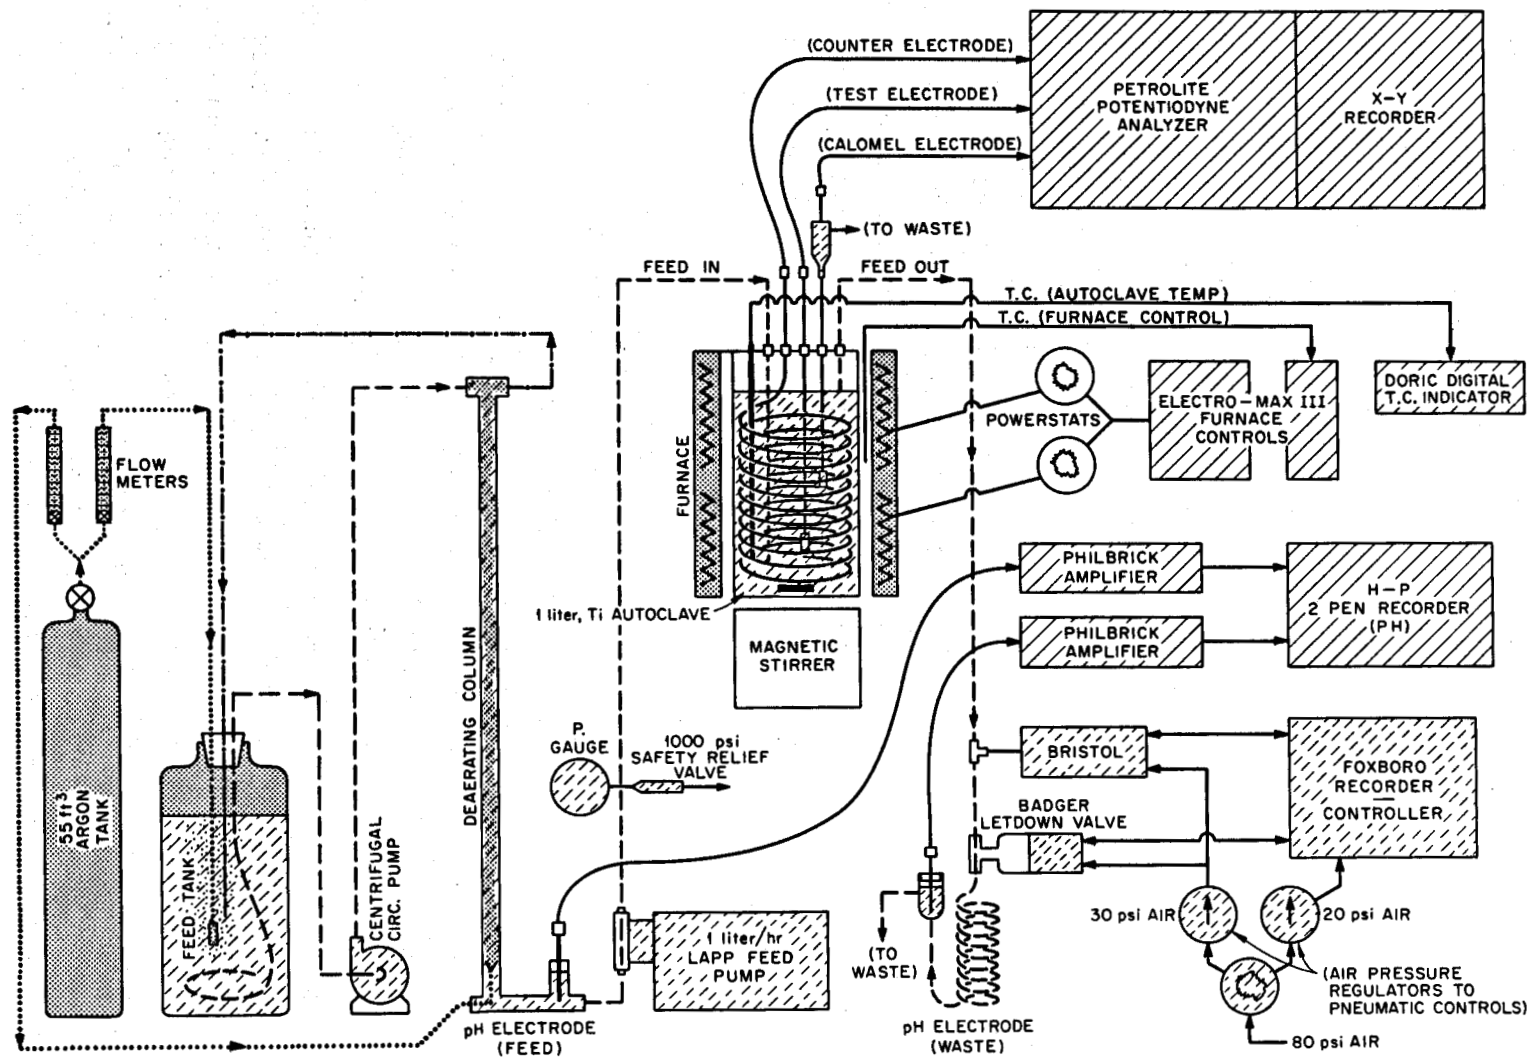 (COUNTER ELECTRODE)
(TEST ELECTRODE)
(CALOMEL ELECTRODE)
PETROLITE
POTENTIODYNE
ANALYZER
X-Y
RECORDER
(TO WASTE)
FEED IN
FEED OUT
T.C. (AUTOCLAVE TEMP)
T.C. (FURNACE CONTROL)
FLOW
METERS
FURNACE
POWERSTATS
ELECTRO-MAX III
FURNACE
CONTROLS
DORIC DIGITAL
T.C. INDICATOR
1 liter, Ti AUTOCLAVE
MAGNETIC
STIRRER
PHILBRICK
AMPLIFIER
PHILBRICK
AMPLIFIER
H-P
2 PEN RECORDER
(PH)
DEAERATING COLUMN
P.
GAUGE
1000 psi
SAFETY RELIEF
VALVE
BRISTOL
FOXBORO
RECORDER
—
CONTROLLER
BADGER
LETDOWN VALVE
55 ft3
ARGON
TANK
FEED TANK
CENTRIFUGAL
CIRC. PUMP
1 liter/hr
LAPP FEED
PUMP
(TO
WASTE)
30 psi AIR
20 psi AIR
(AIR PRESSURE
REGULATORS TO
PNEUMATIC CONTROLS)
80 psi AIR
pH ELECTRODE
(FEED)
pH ELECTRODE
(WASTE)